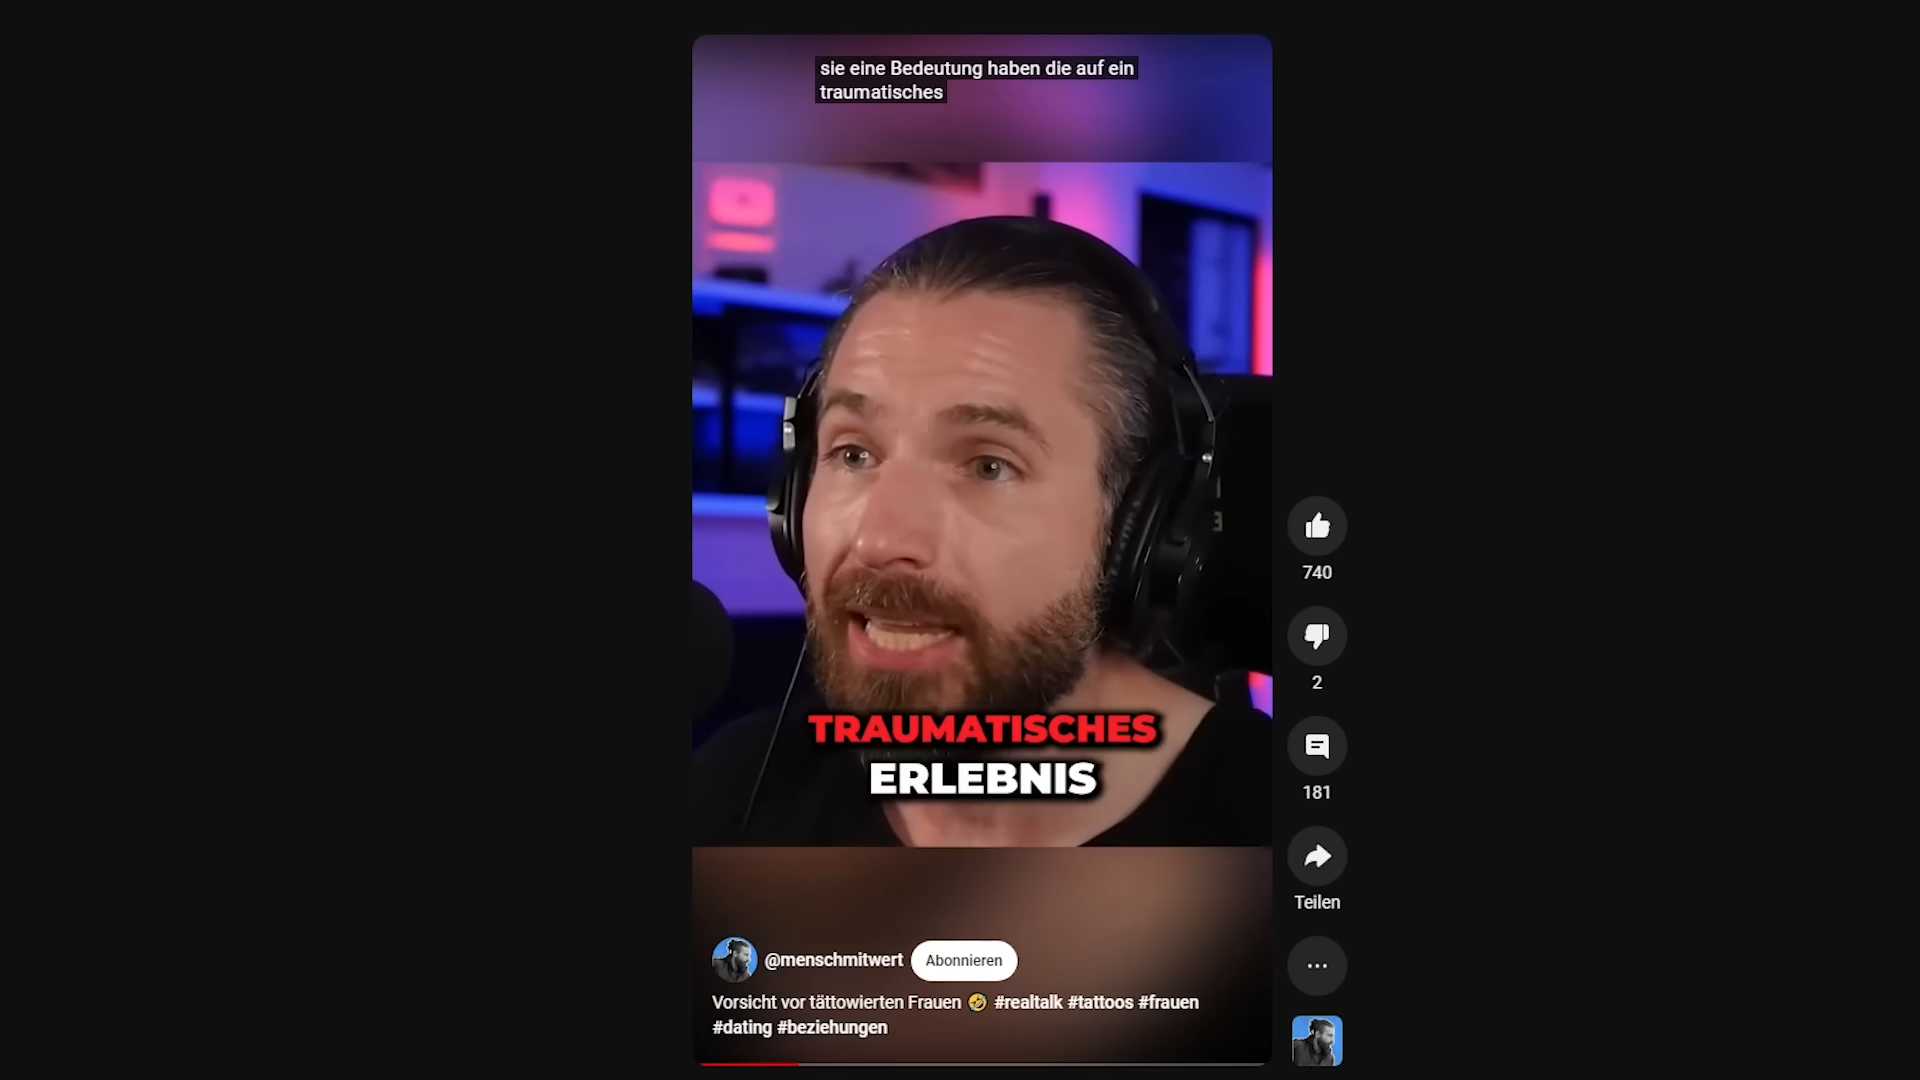 sie eine Bedeutung haben die auf ein
traumatisches
TRAUMATISCHES
ERLEBNIS
740
2
181
Teilen
@menschmitwert
Abonnieren
Vorsicht vor tättowierten Frauen 🤣 #realtalk #tattoos #frauen
#dating #beziehungen